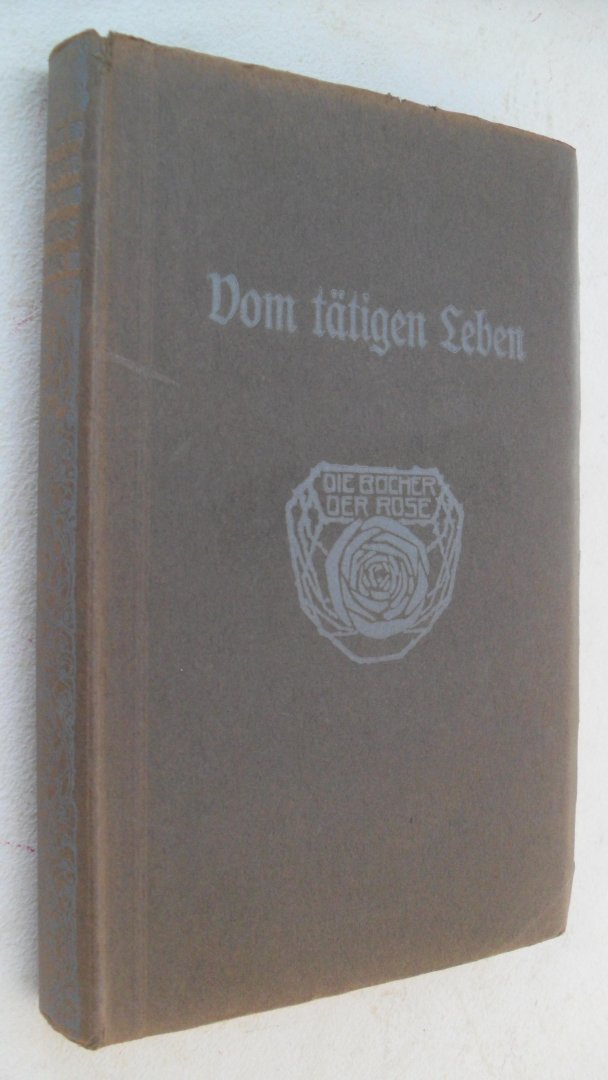 Vom tätigen Leben
DIE BÜCHER
DER ROSE